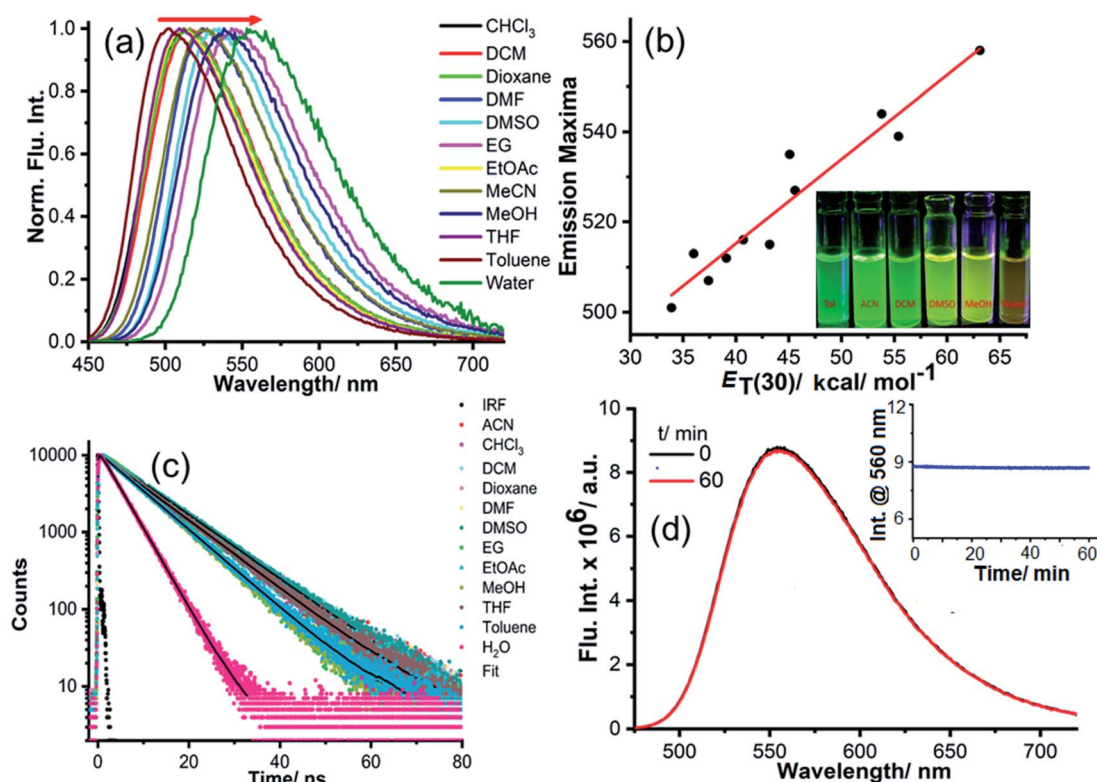 (a)
Norm. Flu. Int.
1.0
0.8
0.6
0.4
0.2
0.0
450 500 550 600 650 700
Wavelength/ nm
CHCl₃
DCM
Dioxane
DMF
DMSO
EG
EtOAc
MeCN
MeOH
THF
Toluene
Water
(b)
Emission Maxima
560
540
520
500
30 35 40 45 50 55 60 65
E_T(30)/ kcal/ mol⁻¹
Tol ACN DCM DMSO MeOH
(c)
Counts
10000
1000
100
10
0 20 40 60 80
Time/ ns
IRF
ACN
CHCl₃
DCM
Dioxane
DMF
DMSO
EG
EtOAc
MeOH
THF
Toluene
H₂O
Fit
(d)
Flu. Int. x 10⁶/ a.u.
10
8
6
4
2
0
500 550 600 650 700
Wavelength/ nm
t/ min
0
60
Int. @ 560 nm
12
9
6
0 20 40 60
Time/ min